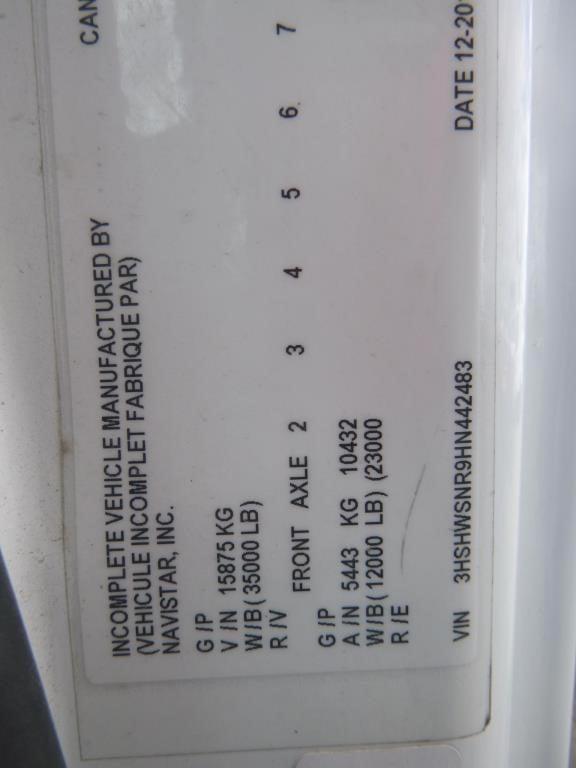 INCOMPLETE VEHICLE MANUFACTURED BY
(VEHICULE INCOMPLET FABRIQUE PAR) CAN
NAVISTAR, INC.
G/P
V/N 15875 KG
W/B (35000 LB)
R/V FRONT AXLE 2 3 4 5 6 7
G/P
A/N 5443 KG 10432
W/B (12000 LB) (23000
R/E
VIN 3HSHWSNR9HN442483 DATE 12-20